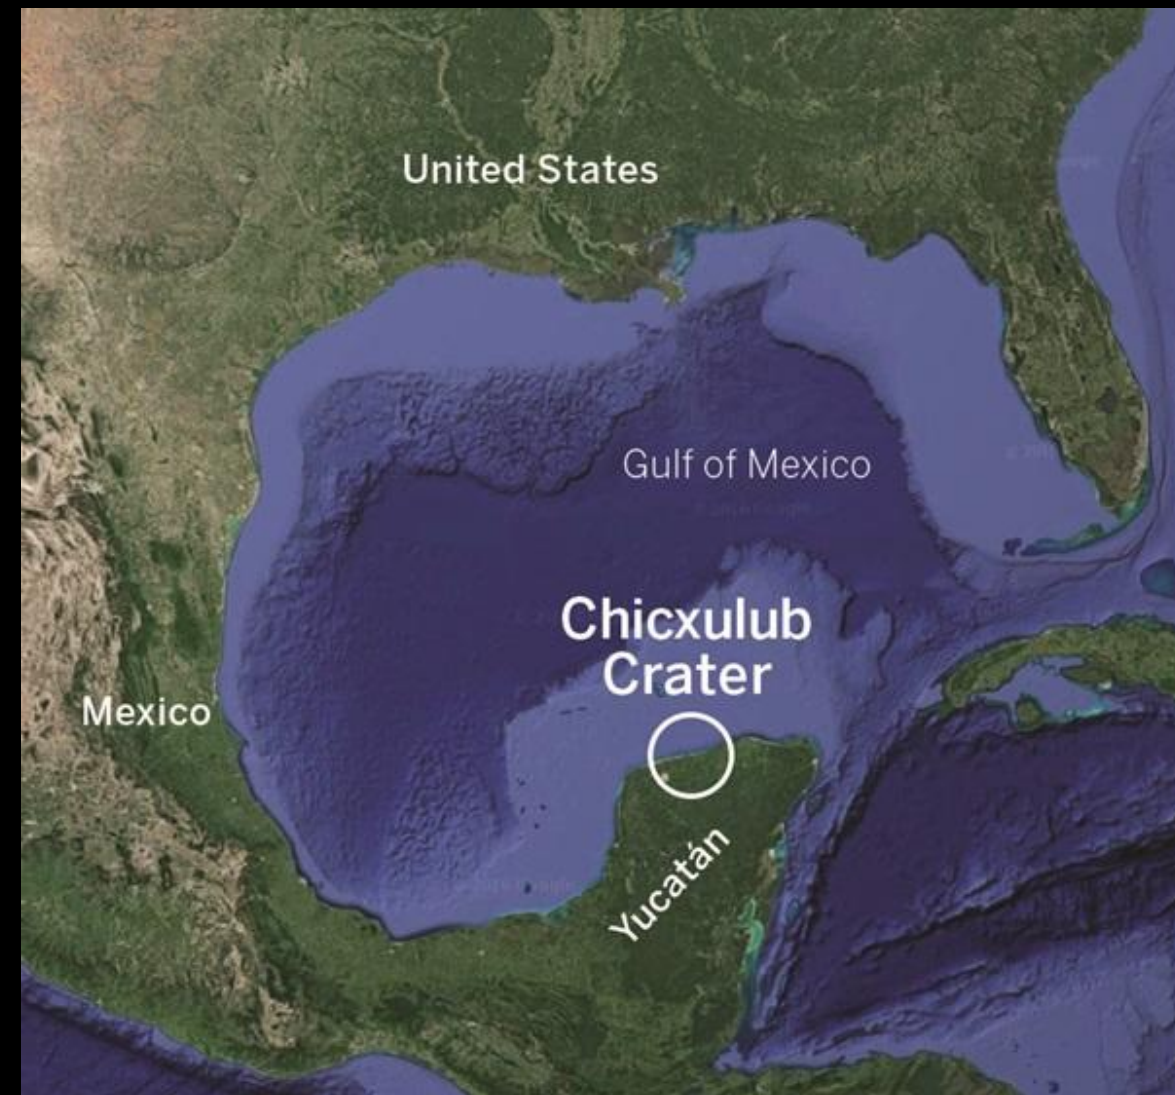 United States
Gulf of Mexico
Chicxulub
Crater
Mexico
Yucatán